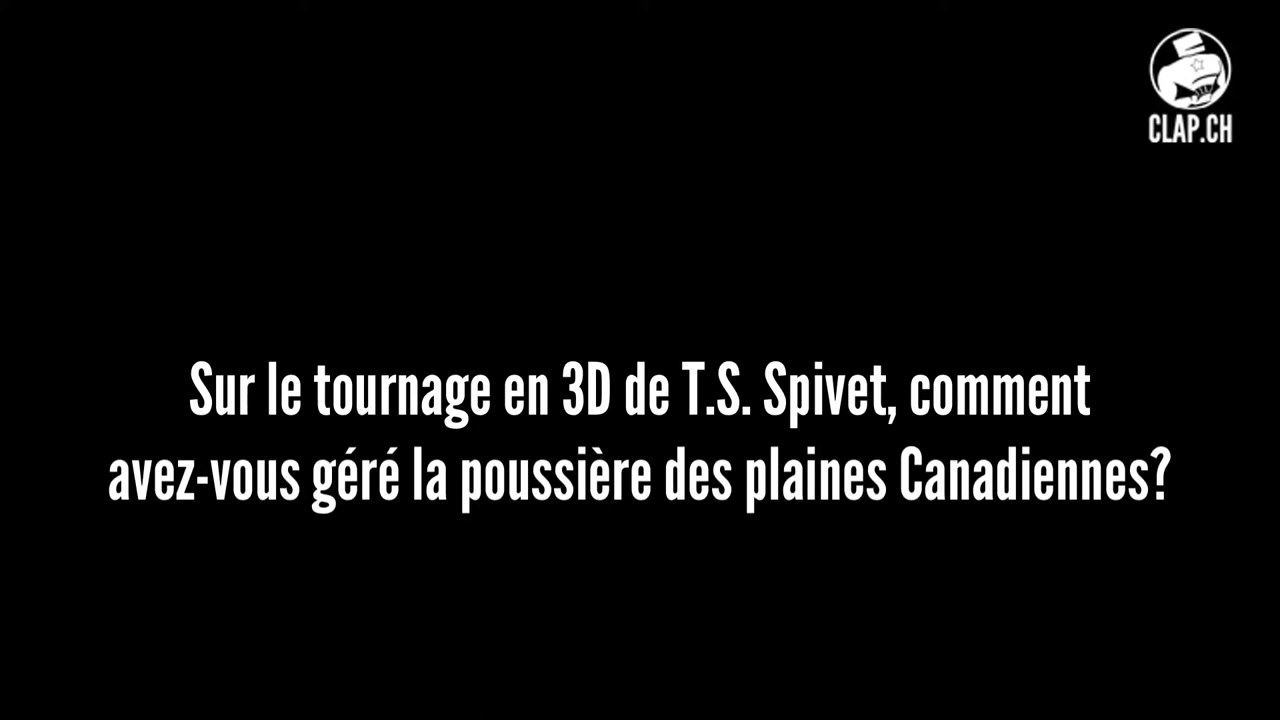 CLAP.CH
Sur le tournage en 3D de T.S. Spivet, comment
avez-vous géré la poussière des plaines Canadiennes?